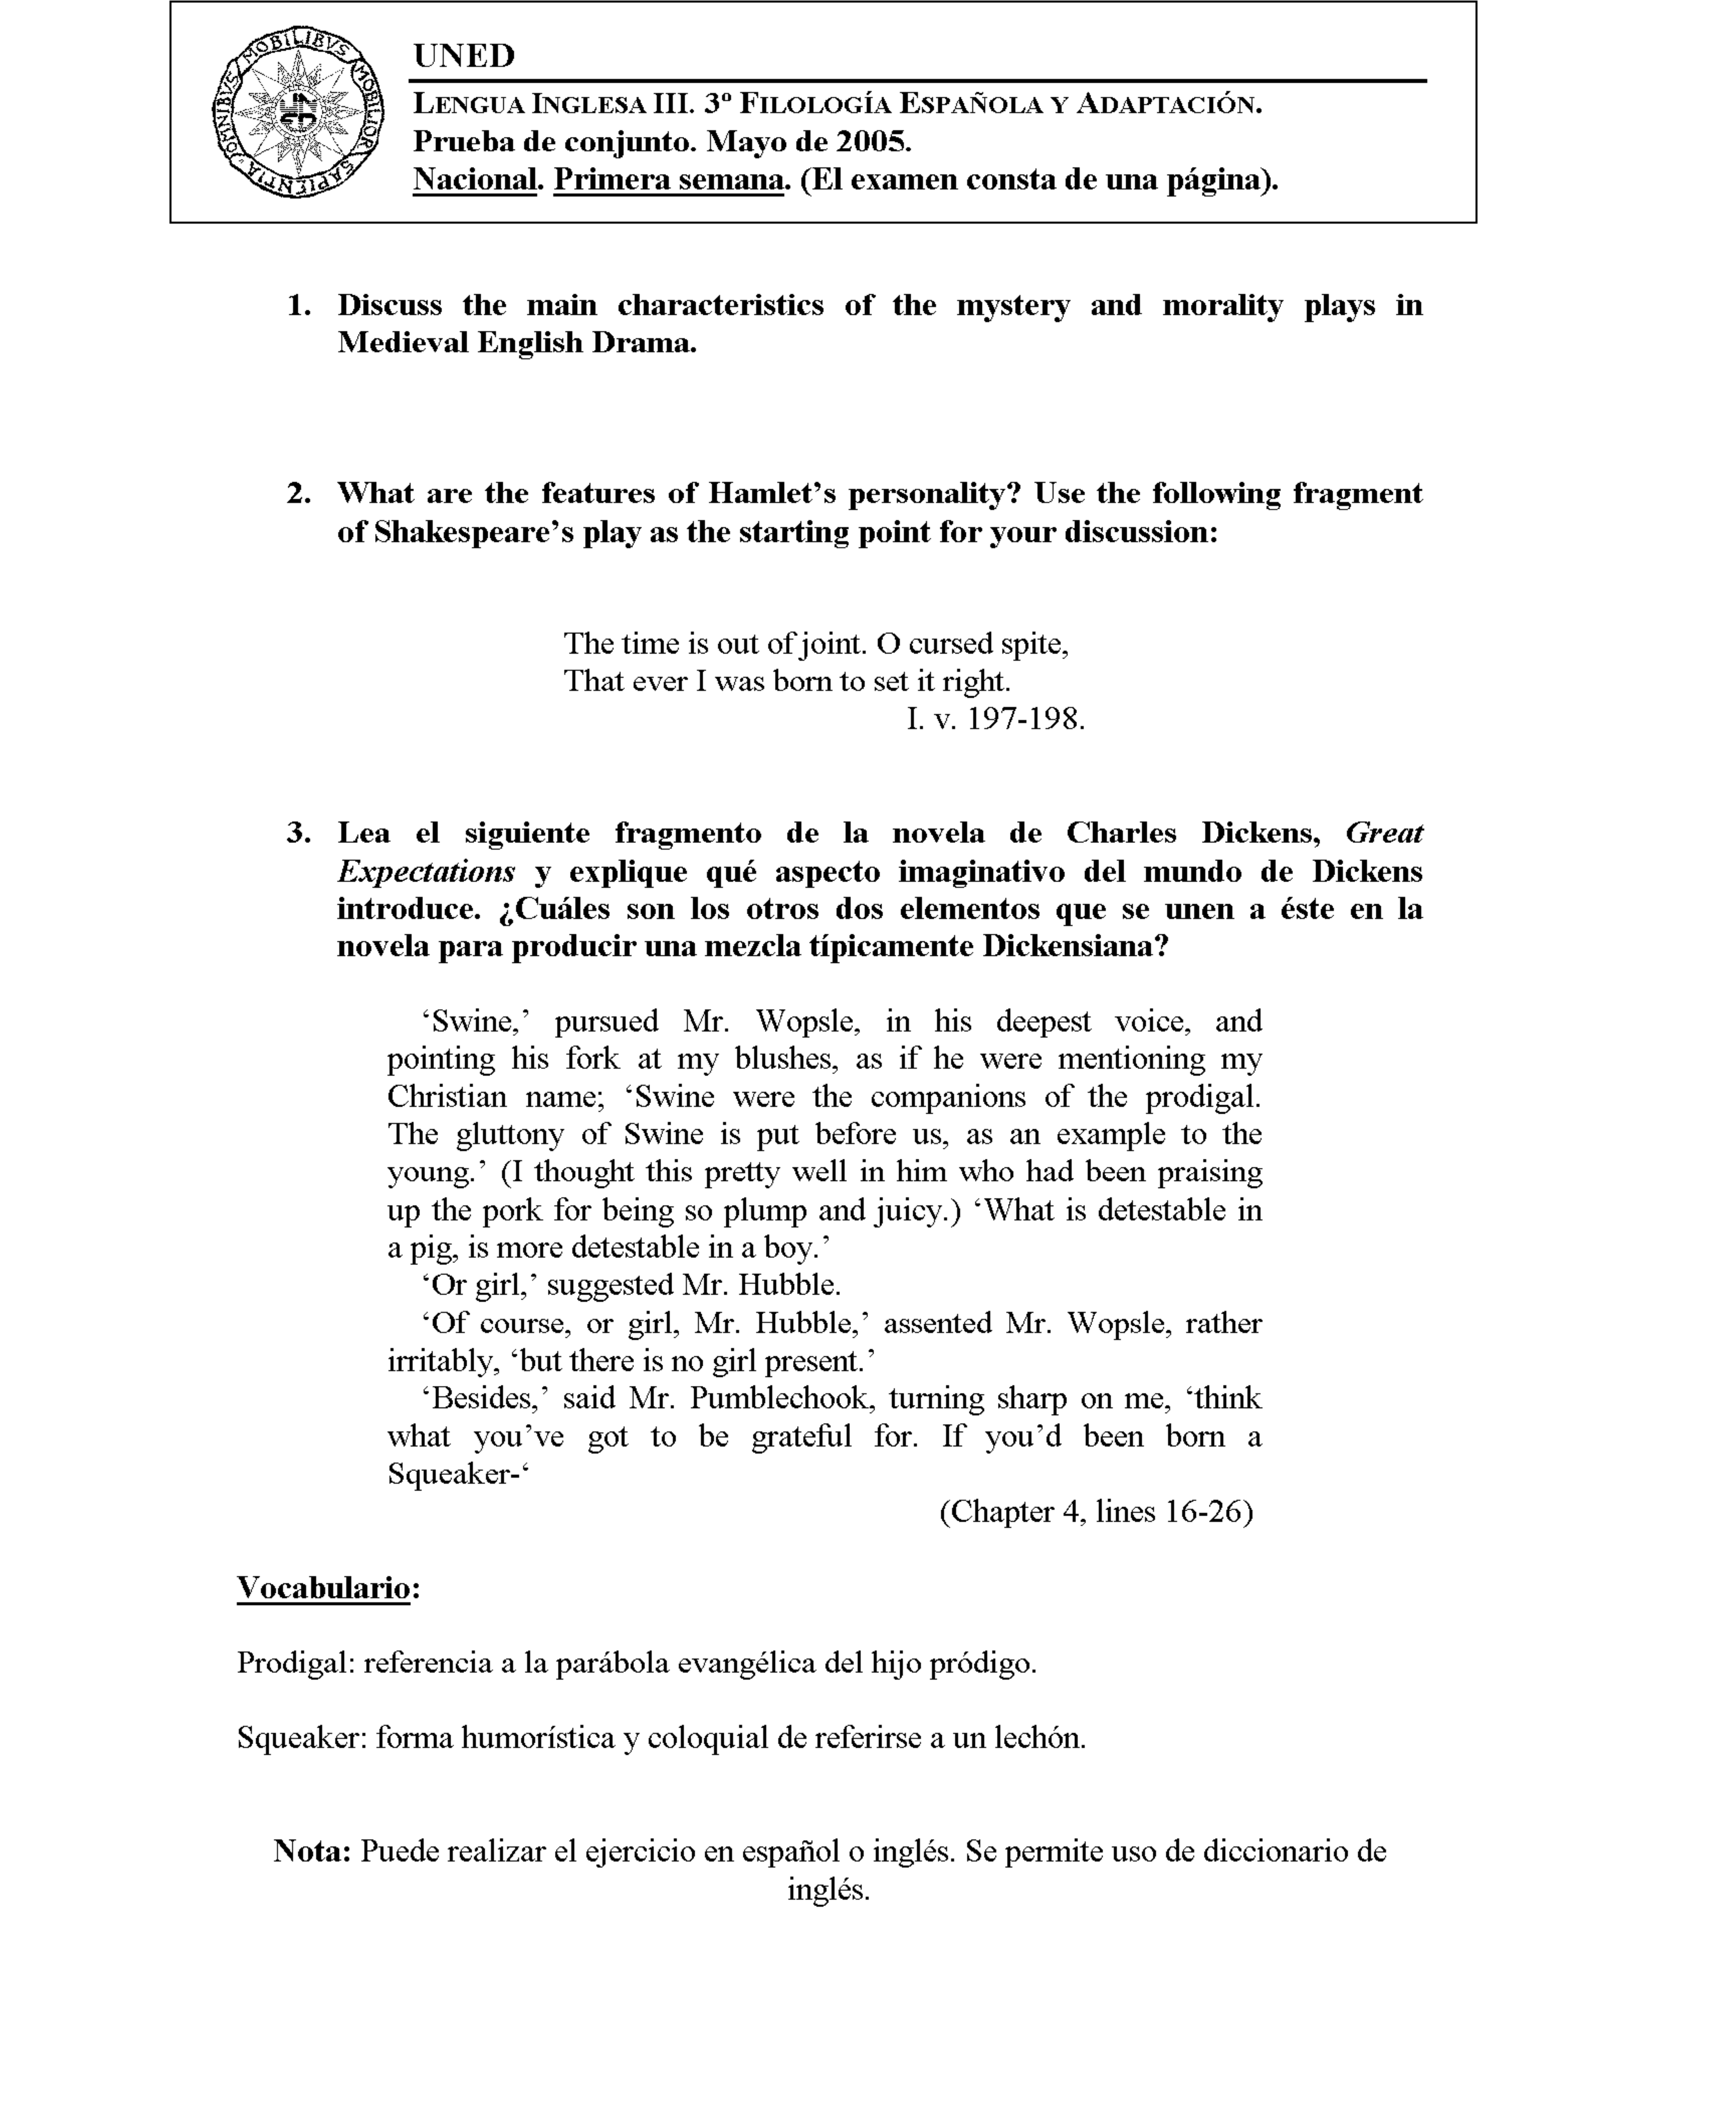 OMNIBVS MOBILIBVS MOBILIOR SAPIENTIA
UNED
LENGUA INGLESA III. 3º FILOLOGÍA ESPAÑOLA Y ADAPTACIÓN.
Prueba de conjunto. Mayo de 2005.
Nacional. Primera semana. (El examen consta de una página).
1. Discuss the main characteristics of the mystery and morality plays in
Medieval English Drama.
2. What are the features of Hamlet’s personality? Use the following fragment
of Shakespeare’s play as the starting point for your discussion:
The time is out of joint. O cursed spite,
That ever I was born to set it right.
I. v. 197-198.
3. Lea el siguiente fragmento de la novela de Charles Dickens, Great
Expectations y explique qué aspecto imaginativo del mundo de Dickens
introduce. ¿Cuáles son los otros dos elementos que se unen a éste en la
novela para producir una mezcla típicamente Dickensiana?
‘Swine,’ pursued Mr. Wopsle, in his deepest voice, and
pointing his fork at my blushes, as if he were mentioning my
Christian name; ‘Swine were the companions of the prodigal.
The gluttony of Swine is put before us, as an example to the
young.’ (I thought this pretty well in him who had been praising
up the pork for being so plump and juicy.) ‘What is detestable in
a pig, is more detestable in a boy.’
‘Or girl,’ suggested Mr. Hubble.
‘Of course, or girl, Mr. Hubble,’ assented Mr. Wopsle, rather
irritably, ‘but there is no girl present.’
‘Besides,’ said Mr. Pumblechook, turning sharp on me, ‘think
what you’ve got to be grateful for. If you’d been born a
Squeaker-‘
(Chapter 4, lines 16-26)
Vocabulario:
Prodigal: referencia a la parábola evangélica del hijo pródigo.
Squeaker: forma humorística y coloquial de referirse a un lechón.
Nota: Puede realizar el ejercicio en español o inglés. Se permite uso de diccionario de
inglés.